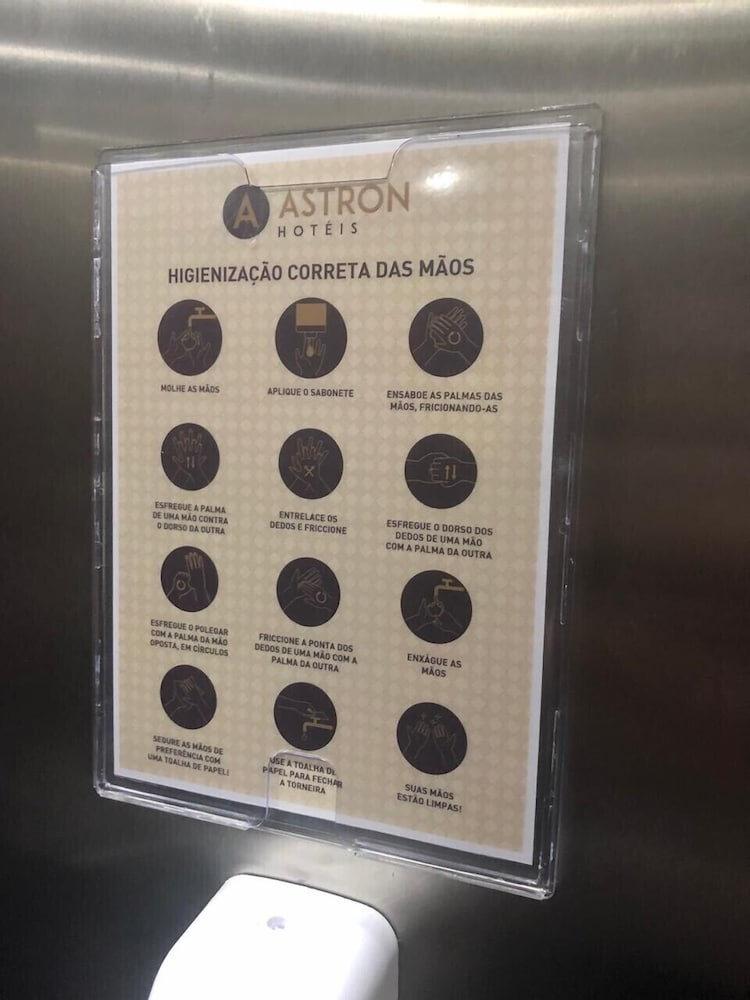 A ASTRON
HOTÉIS
HIGIENIZAÇÃO CORRETA DAS MÃOS
MOLHE AS MÃOS
APLIQUE O SABONETE
ENSABOE AS PALMAS DAS
MÃOS, FRICIONANDO-AS
ESFREGUE A PALMA
DE UMA MÃO CONTRA
O DORSO DA OUTRA
ENTRELACE OS
DEDOS E FRICCIONE
ESFREGUE O DORSO DOS
DEDOS DE UMA MÃO
COM A PALMA DA OUTRA
ESFREGUE O POLEGAR
COM A PALMA DA MÃO
OPOSTA, EM CÍRCULOS
FRICCIONE A PONTA DOS
DEDOS DE UMA MÃO COM A
PALMA DA OUTRA
ENXÁGUE AS
MÃOS
SEQURE AS MÃOS DE
PREFERÊNCIA COM
UMA TOALHA DE PAPEL!
USE A TOALHA DE
PAPEL PARA FECHAR
A TORNEIRA
SUAS MÃOS
ESTÃO LIMPAS!